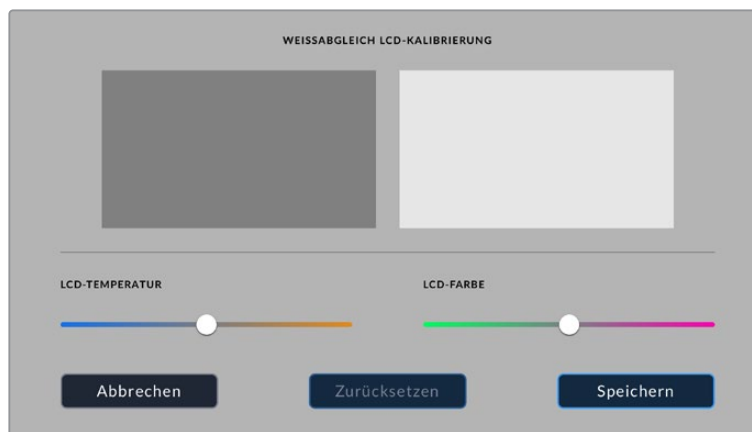 WEISSABGLEICH LCD-KALIBRIERUNG
LCD-TEMPERATUR
LCD-FARBE
Abbrechen
Zurücksetzen
Speichern